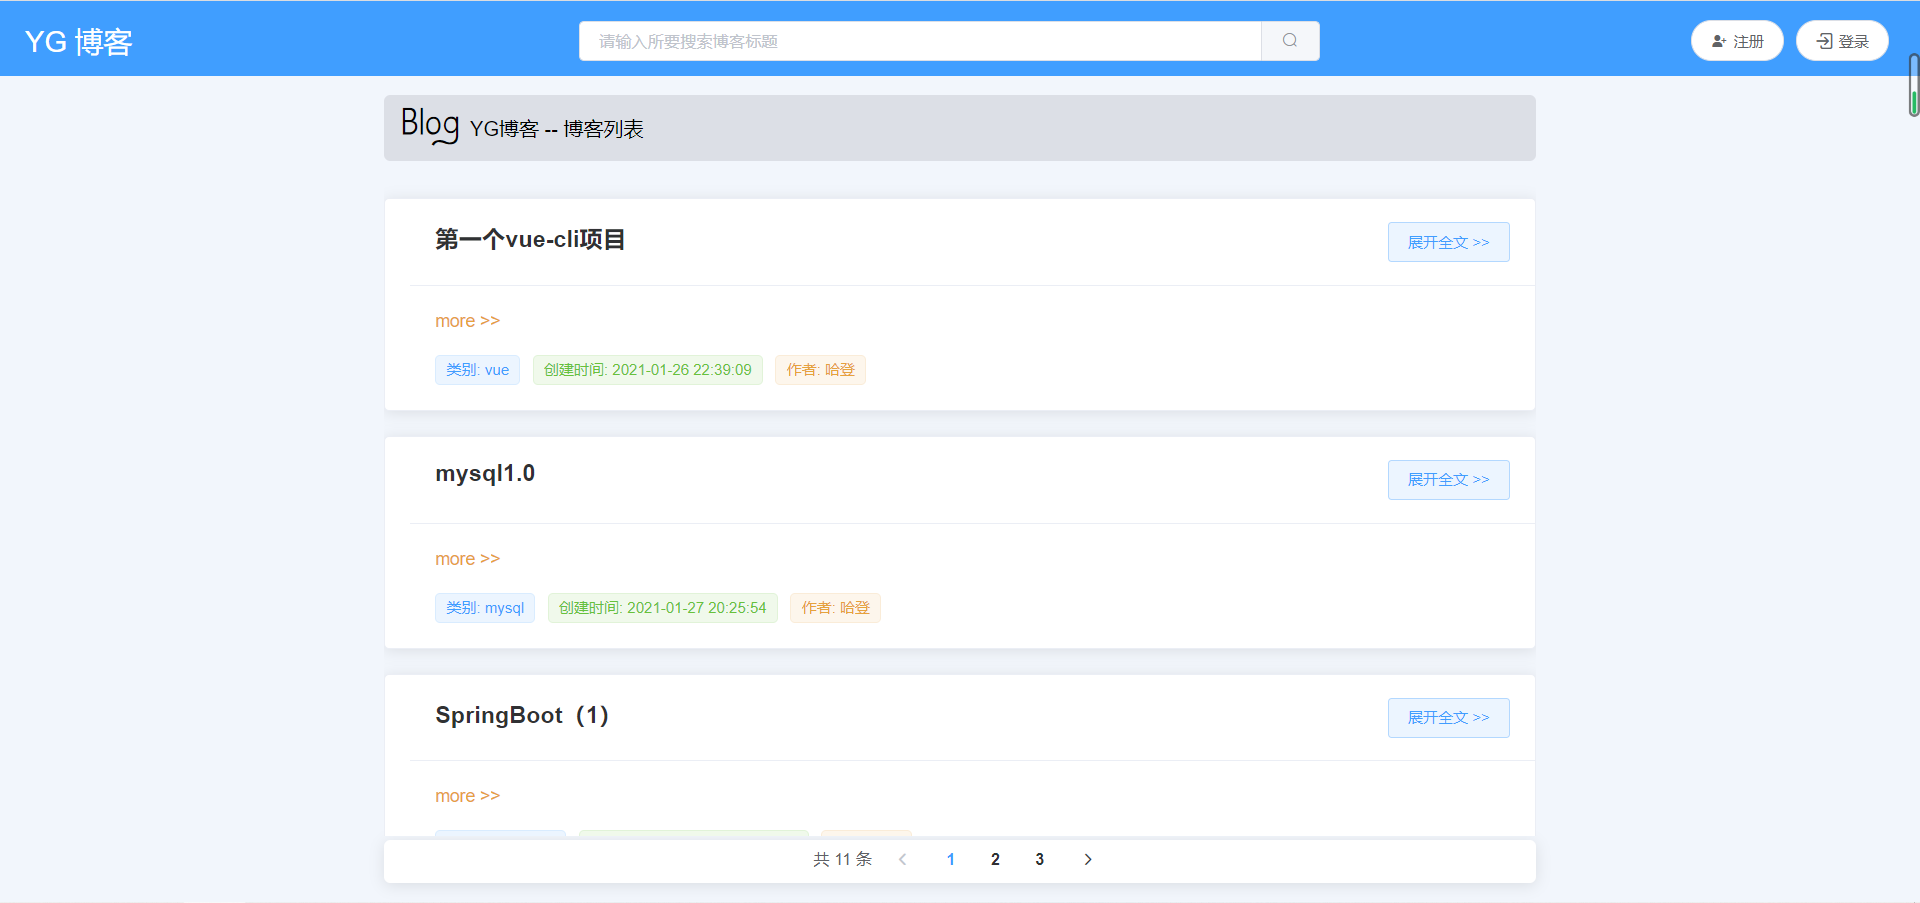 YG 博客
请输入所要搜索博客标题
注册
登录
Blog YG博客 -- 博客列表
第一个vue-cli项目
展开全文 >>
more >>
类别: vue 创建时间: 2021-01-26 22:39:09 作者: 哈登
mysql1.0
展开全文 >>
more >>
类别: mysql 创建时间: 2021-01-27 20:25:54 作者: 哈登
SpringBoot（1）
展开全文 >>
more >>
共 11 条 1 2 3